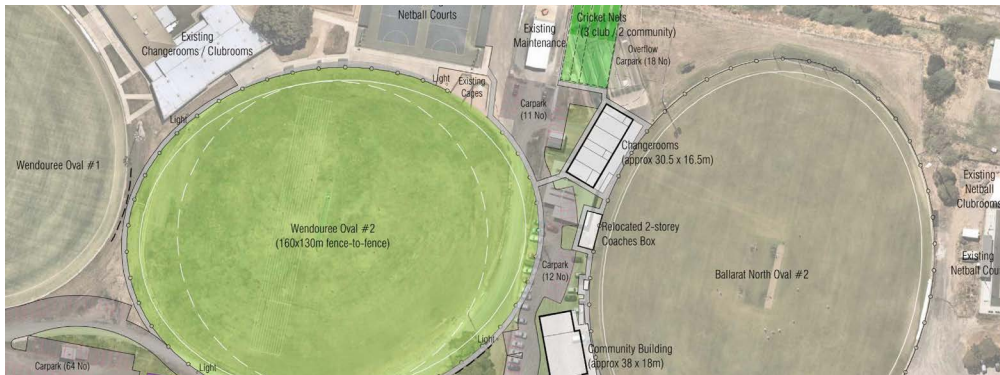 Netball Courts
Existing
Changerooms / Clubrooms
Existing
Maintenance
Cricket Nets
(3 club / 2 community)
Overflow
Carpark (18 No)
Light
Existing
Cages
Carpark
(11 No)
Light
Changerooms
(approx 30.5 x 16.5m)
Wendouree Oval #1
Existing
Netball
Clubrooms
Wendouree Oval #2
(160x130m fence-to-fence)
Relocated 2-storey
Coaches Box
Existing
Netball Cou
Carpark
(12 No)
Ballarat North Oval #2
Light
Community Building
(approx 38 x 18m)
Carpark (64 No)
Light